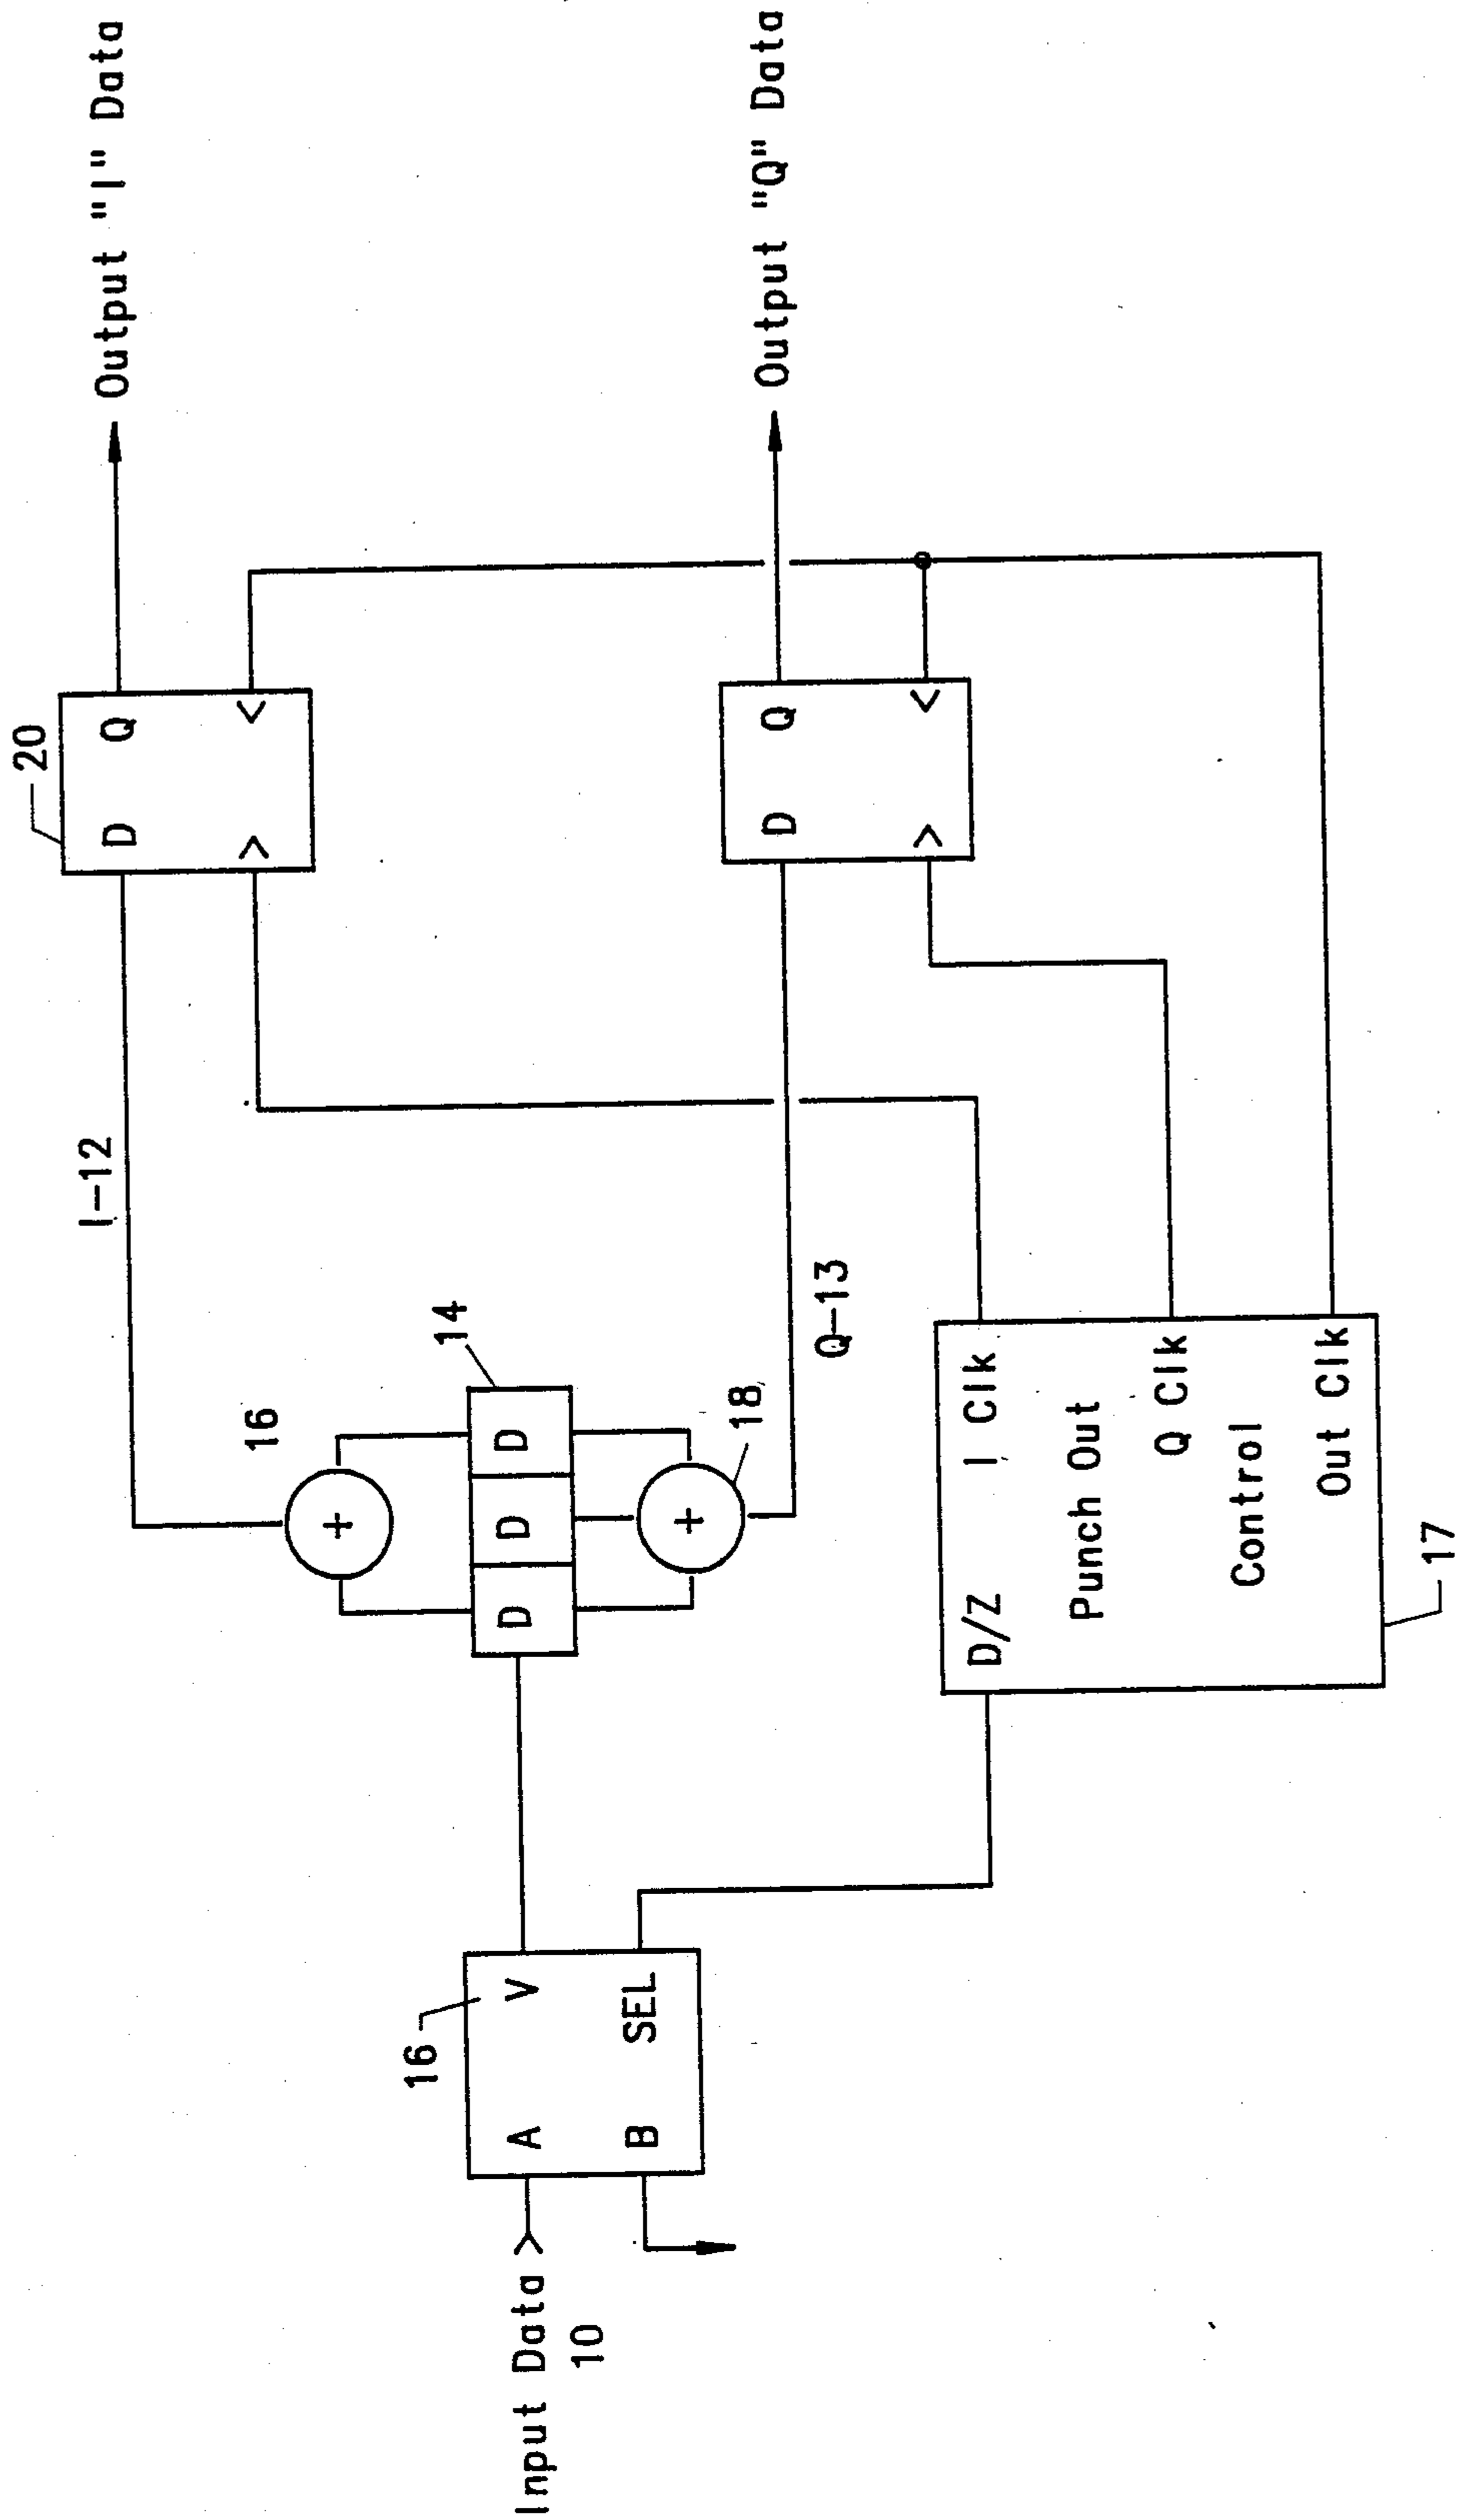 Input Data >
10
A
V
B
SEL
16
D
D
D
14
16
18
I-12
Q-13
D/Z
I Clk
Punch Out
Q Clk
Control
Out Clk
17
20
D
Q
>
<
D
Q
>
<
Output "I" Data
Output "Q" Data
+
+